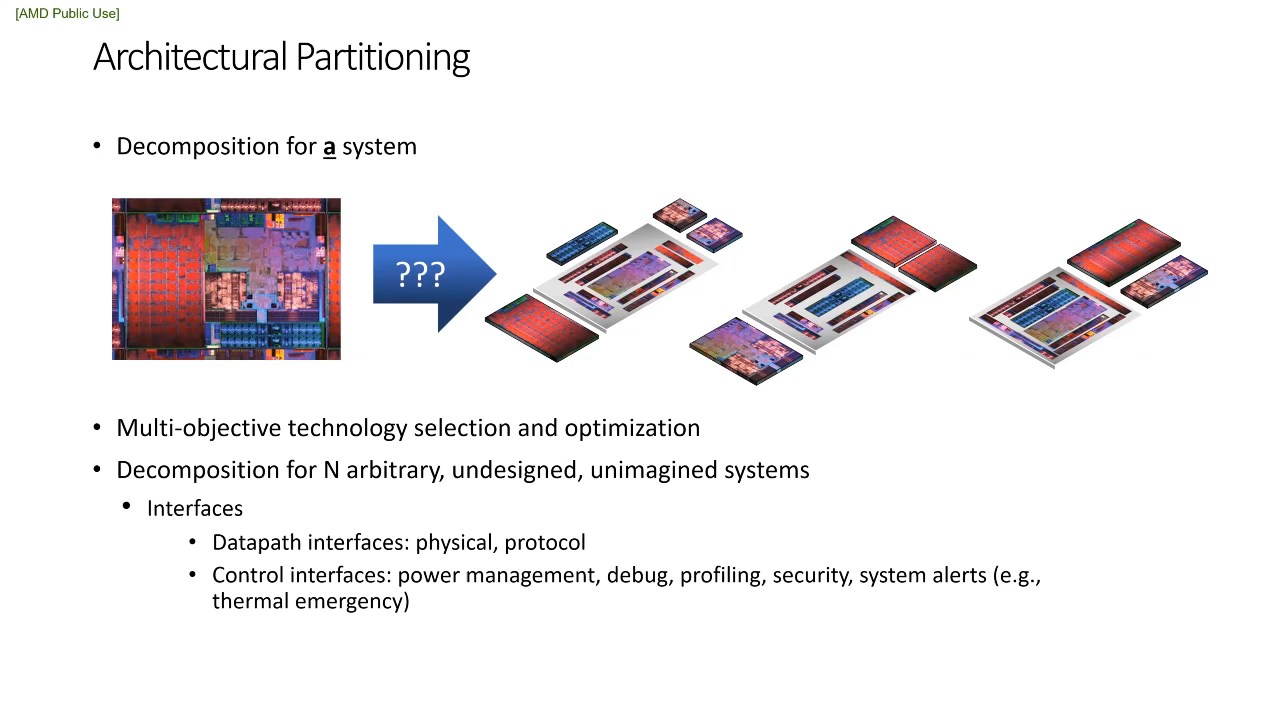 [AMD Public Use]
Architectural Partitioning
• Decomposition for a system
???
• Multi-objective technology selection and optimization
• Decomposition for N arbitrary, undesigned, unimagined systems
• Interfaces
• Datapath interfaces: physical, protocol
• Control interfaces: power management, debug, profiling, security, system alerts (e.g.,
thermal emergency)